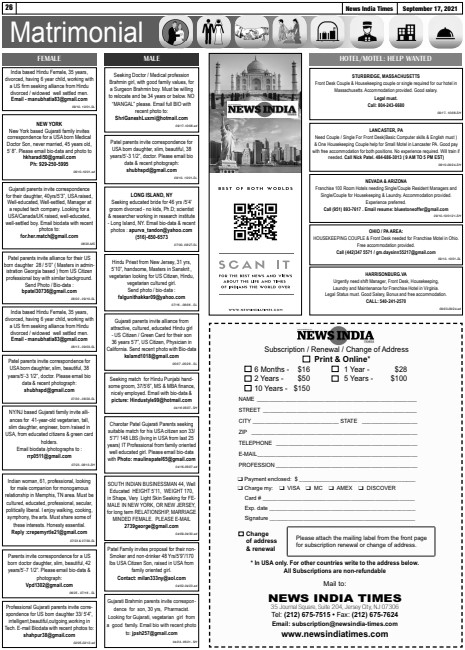 26
News India Times
September 17, 2021
Matrimonial
FEMALE
India based Hindu Female, 35 years,
divorced, having 6 year child, working with
a US firm seeking alliance from Hindu
divorced / widowed well settled men.
Email - menubhatia83@gmail.com
NEW YORK
New York based Gujarati family invites
correspondence for a USA born Medical
Doctor Son, never married, 45 years old,
5' 8". Please email bio-data and photo to
hkharadi50@gmail.com
Ph: 929-250-5995
Gujarati parents invite correspondence for
their daughter, 40yrs/5'3", USA raised,
Well-Educated, Well-Settled, Manager at
a reputed tech company. Looking for a
USA/Canada/UK raised, well-educated,
well-settled boy. Email biodata with recent
photos to:
for.her.match@gmail.com
Patel parents invite alliance for their US
born daughter 28 / 5'0" ( Masters in admin-
istration Georgia based ) from US Citizen
professional boy with similar background.
Send Photo / Bio-data :
bpatel30736@gmail.com
India based Hindu Female, 35 years,
divorced, having 6 year child, working with
a US firm seeking alliance from Hindu
divorced / widowed well settled men.
Email - menubhatia83@gmail.com
Patel parents invite correspondence for
USA born daughter, slim, beautiful, 38
years/5'-3 1/2", doctor. Please email bio
data & recent photograph:
shubhspd@gmail.com
NY/NJ based Gujarati family invite alli-
ances for 41-year-old vegetarian, tall,
slim daughter, engineer, born /raised in
USA, from educated citizens & green card
holders.
Email biodata /photographs to :
rrp0511@gmail.com
Indian woman, 61, professional, looking
for male companion for monogamous
relationship in Memphis, TN area. Must be
cultured, educated, professional, secular,
politically liberal. I enjoy walking, cooking,
symphony, the arts. Must share some of
these interests. Honesty essential.
Reply :crepemyrtle21@gmail.com
Parents invite correspondence for a US
born doctor daughter, slim, beautiful, 42
years/5'-7 1/2". Please email bio-data &
photograph:
Vpdf1302@gmail.com
Professional Gujarati parents invite corre-
spondence for US born daughter 33/ 5'4",
intelligent,beautiful,outgoing working in
Tech. E-mail Biodata with recent photos to:
shahpur38@gmail.com
MALE
Seeking Doctor / Medical profession
Brahmin girl, with good family values, for
a Surgeon Brahmin boy. Must be willing
to relocate and be 34 years or below. NO
"MANGAL" please. Email full BIO with
recent photo to:
ShriGaneshLaxmi@hotmail.com
Patel parents invite correspondence for
US born daughter, slim, beautiful, 38
years/5'-3 1/2", doctor. Please email bio
data & recent photograph:
shubhspd@gmail.com
LONG ISLAND, NY
Seeking educated bride for 46 yrs /5'4"
groom divorced - no kids, Ph.D. scientist
& researcher working in research institute
- Long Island, NY. Email bio-data & recent
photos : apurva_tandon@yahoo.com
(516)-650-6573
Hindu Priest from New Jersey, 31 yrs,
5'10", handsome, Masters in Sanskrit ,
vegetarian looking for US Citizen, Hindu,
vegetarian cultured girl.
Send photo / Bio-data :
falgunithakkar09@yahoo.com
Gujarati parents invite alliance from
attractive, cultured, educated Hindu girl
- US Citizen / Green Card for their son
36 years 5'7", US Citizen, Physician in
California. Send recent photo with Bio-data
kalamd1018@gmail.com
Seeking match for Hindu Punjabi hand-
some groom, 37/5'6", MS & MBA finance,
nicely employed, Email with bio-data &
picture: Hindustyle99@hotmail.com
Charotar Patel Gujarati Parents seeking
suitable match for his USA citizen son 33/
5'7"/ 148 LBS (living in USA from last 25
years) IT Professional from family oriented
well educated girl. Please email bio-data
with Photo: maulinapatel65@gmail.com
SOUTH INDIAN BUSINESSMAN 44, Well
Educated HEIGHT 5'11, WEIGHT 170,
in Shape, Very Light Skin Seeking for FE-
MALE IN NEW YORK, OR NEW JERSEY,
for long term RELATIONSHIP, MARRIAGE
MINDED FEMALE. PLEASE E-MAIL
2739george@gmail.com
Patel Family invites proposal for their non-
Smoker and non-drinker 48 Yrs/5'5"/170
lbs USA Citizen Son, raised in USA from
family oriented girl.
Contact: milan333ny@aol.com
Gujarati Brahmin parents invite correspon-
dence for son, 30 yrs, Pharmacist.
Looking for Gujarati, vegetarian girl from
a good family. Email bio with recent photo
to: jash257@gmail.com
NEWS INDIA
BEST OF BOTH WORLDS
SCAN IT
FOR THE BEST NEWS AND VIEWS
ABOUT THE LIFE AND TIMES
OF INDIANS THE WORLD OVER
WWW.NEWSINDIATIMES.COM
HOTEL/MOTEL: HELP WANTED
STURBRIDGE, MASSACHUSETTS
Front Desk Couple & Housekeeping couple or single required for our hotel in
Massachusetts. Accommodation provided. Good salary.
Legal must.
Call: 804-243-8688
LANCASTER, PA
Need Couple / Single For Front Desk(Basic Computer skills & English must )
& One Housekeeping Couple help for Small Motel in Lancaster PA. Good pay with
free accommodation for both positions. No experience required. Will train if
needed. Call Nick Patel. 484-686-3013 ( 9 AM TO 5 PM EST)
NEVADA & ARIZONA
Franchise 100 Room Hotels needing Single/Couple Resident Managers and
Single/Couple for Housekeeping & Laundry. Accommodation provided.
Experience required.
Call (951) 893-7017. Email resume: bluestoneoffer@gmail.com
OHIO / PA AREA:
HOUSEKEEPING COUPLE & Front Desk needed for Franchise Motel in Ohio.
Free accommodation provided.
HARRISONBURG,VA
Urgently need shift Manager, Front Desk, Housekeeping,
Laundry and Maintenance for Franchise Hotel in Virginia.
Legal Status must. Good Salary. Bonus and free accommodation
CALL: 540-241-2570
NEWS INDIA
TIMES
Subscription / Renewal / Change of Address
Print & Online*
6 Months - $16 1 Year - $28
2 Years - $50 5 Years - $100
10 Years - $150
NAME
STREET
CITY STATE
ZIP
TELEPHONE
E-MAIL
PROFESSION
Payment enclosed: $
Charge my: VISA MC AMEX DISCOVER
Card #
Exp. date
Signature
Change
of address
& renewal
Please attach the mailing label from the front page
for subscription renewal or change of address.
* In USA only. For other countries write to the address below.
All Subscriptions are non-refundable
Mail to:
NEWS INDIA TIMES
35 Journal Square, Suite 204, Jersey City, NJ 07306
Tel: (212) 675-7515 • Fax: (212) 675-7624
Email: subscription@newsindiatimes.com
www.newsindiatimes.com